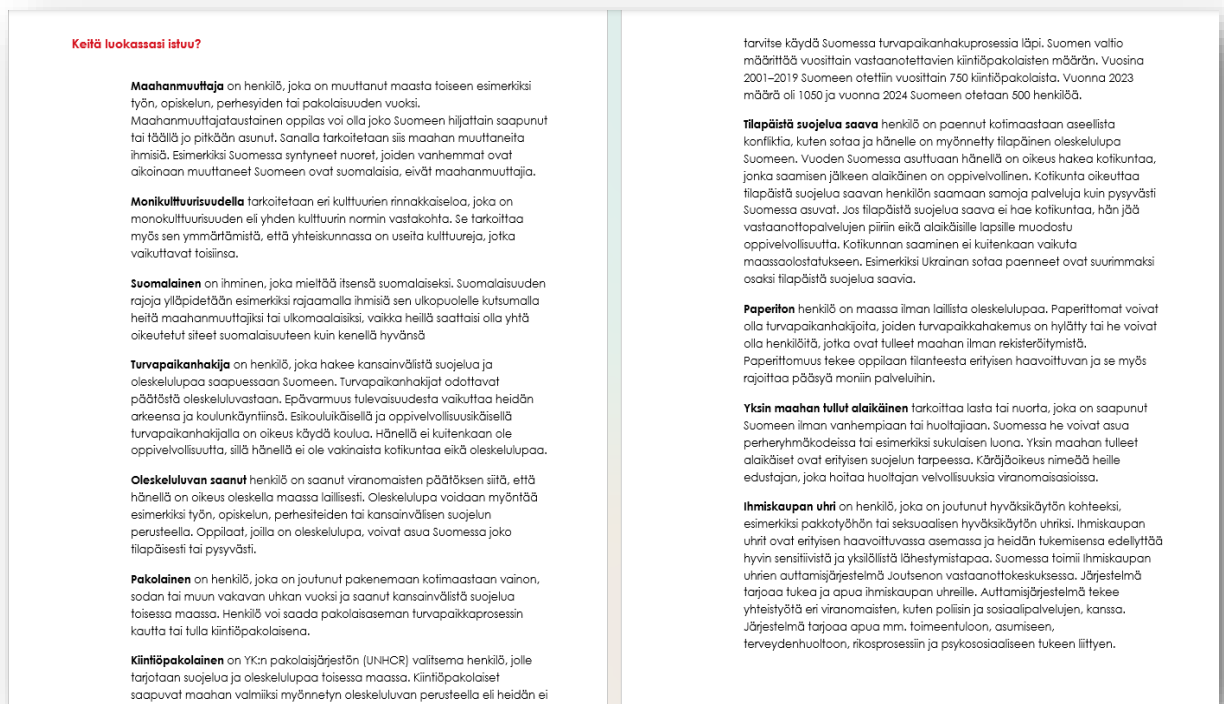 Keitä luokassasi istuu?
Maahanmuuttaja on henkilö, joka on muuttanut maasta toiseen esimerkiksi
työn, opiskelun, perhesyiden tai pakolaisuuden vuoksi.
Maahanmuuttajataustainen oppilas voi olla joko Suomeen hiljattain saapunut
tai täällä jo pitkään asunut. Sanalla tarkoitetaan siis maahan muuttaneita
ihmisiä. Esimerkiksi Suomessa syntyneet nuoret, joiden vanhemmat ovat
aikoinaan muuttaneet Suomeen ovat suomalaisia, eivät maahanmuuttajia.
Monikulttuurisuudella tarkoitetaan eri kulttuurien rinnakkaiseloa, joka on
monokulttuurisuuden eli yhden kulttuurin normin vastakohta. Se tarkoittaa
myös sen ymmärtämistä, että yhteiskunnassa on useita kulttuureja, jotka
vaikuttavat toisiinsa.
Suomalainen on ihminen, joka mieltää itsensä suomalaiseksi. Suomalaisuuden
rajoja ylläpidetään esimerkiksi rajaamalla ihmisiä sen ulkopuolelle kutsumalla
heitä maahanmuuttajiksi tai ulkomaalaisiksi, vaikka heillä saattaisi olla yhtä
oikeutetut siteet suomalaisuuteen kuin kenellä hyvänsä
Turvapaikanhakija on henkilö, joka hakee kansainvälistä suojelua ja
oleskelulupaa saapuessaan Suomeen. Turvapaikanhakijat odottavat
päätöstä oleskeluluvastaan. Epävarmuus tulevaisuudesta vaikuttaa heidän
arkeensa ja koulunkäyntiinsä. Esikouluikäisellä ja oppivelvollisuusikäisellä
turvapaikanhakijalla on oikeus käydä koulua. Hänellä ei kuitenkaan ole
oppivelvollisuutta, sillä hänellä ei ole vakinaista kotikuntaa eikä oleskelulupaa.
Oleskeluluvan saanut henkilö on saanut viranomaisten päätöksen siitä, että
hänellä on oikeus oleskella maassa laillisesti. Oleskelulupa voidaan myöntää
esimerkiksi työn, opiskelun, perhesiteiden tai kansainvälisen suojelun
perusteella. Oppilaat, joilla on oleskelulupa, voivat asua Suomessa joko
tilapäisesti tai pysyvästi.
Pakolainen on henkilö, joka on joutunut pakenemaan kotimaastaan vainon,
sodan tai muun vakavan uhkan vuoksi ja saanut kansainvälistä suojelua
toisessa maassa. Henkilö voi saada pakolaisaseman turvapaikkaprosessin
kautta tai tulla kiintiöpakolaisena.
Kiintiöpakolainen on YK:n pakolaisjärjestön (UNHCR) valitsema henkilö, jolle
tarjotaan suojelua ja oleskelulupaa toisessa maassa. Kiintiöpakolaiset
saapuvat maahan valmiiksi myönnetyn oleskeluluvan perusteella eli heidän ei
tarvitse käydä Suomessa turvapaikanhakuprosessia läpi. Suomen valtio
määrittää vuosittain vastaanotettavien kiintiöpakolaisten määrän. Vuosina
2001–2019 Suomeen otettiin vuosittain 750 kiintiöpakolaista. Vuonna 2023
määrä oli 1050 ja vuonna 2024 Suomeen otetaan 500 henkilöä.
Tilapäistä suojelua saava henkilö on paennut kotimaastaan aseellista
konfliktia, kuten sotaa ja hänelle on myönnetty tilapäinen oleskelulupa
Suomeen. Vuoden Suomessa asuttuaan hänellä on oikeus hakea kotikuntaa,
jonka saamisen jälkeen alaikäinen on oppivelvollinen. Kotikunta oikeuttaa
tilapäistä suojelua saavan henkilön saamaan samoja palveluja kuin pysyvästi
Suomessa asuvat. Jos tilapäistä suojelua saava ei hae kotikuntaa, hän jää
vastaanottopalvelujen piiriin eikä alaikäisille lapsille muodostu
oppivelvollisuutta. Kotikunnan saaminen ei kuitenkaan vaikuta
maassaolostatukseen. Esimerkiksi Ukrainan sotaa paenneet ovat suurimmaksi
osaksi tilapäistä suojelua saavia.
Paperiton henkilö on maassa ilman laillista oleskelulupaa. Paperittomat voivat
olla turvapaikanhakijoita, joiden turvapaikkahakemus on hylätty tai he voivat
olla henkilöitä, jotka ovat tulleet maahan ilman rekisteröitymistä.
Paperittomuus tekee oppilaan tilanteesta erityisen haavoittuvan ja se myös
rajoittaa pääsyä moniin palveluihin.
Yksin maahan tullut alaikäinen tarkoittaa lasta tai nuorta, joka on saapunut
Suomeen ilman vanhempiaan tai huoltajiaan. Suomessa he voivat asua
perheryhmäkodeissa tai esimerkiksi sukulaisen luona. Yksin maahan tulleet
alaikäiset ovat erityisen suojelun tarpeessa. Käräjäoikeus nimeää heille
edustajan, joka hoitaa huoltajan velvollisuuksia viranomaisasioissa.
Ihmiskaupan uhri on henkilö, joka on joutunut hyväksikäytön kohteeksi,
esimerkiksi pakkotyöhön tai seksuaalisen hyväksikäytön uhriksi. Ihmiskaupan
uhrit ovat erityisen haavoittuvassa asemassa ja heidän tukemisensa edellyttää
hyvin sensitiivistä ja yksilöllistä lähestymistapaa. Suomessa toimii Ihmiskaupan
uhrien auttamisjärjestelmä Joutsenon vastaanottokeskuksessa. Järjestelmä
tarjoaa tukea ja apua ihmiskaupan uhreille. Auttamisjärjestelmä tekee
yhteistyötä eri viranomaisten, kuten poliisin ja sosiaalipalvelujen, kanssa.
Järjestelmä tarjoaa apua mm. toimeentuloon, asumiseen,
terveydenhuoltoon, rikosprosessiin ja psykososiaaliseen tukeen liittyen.